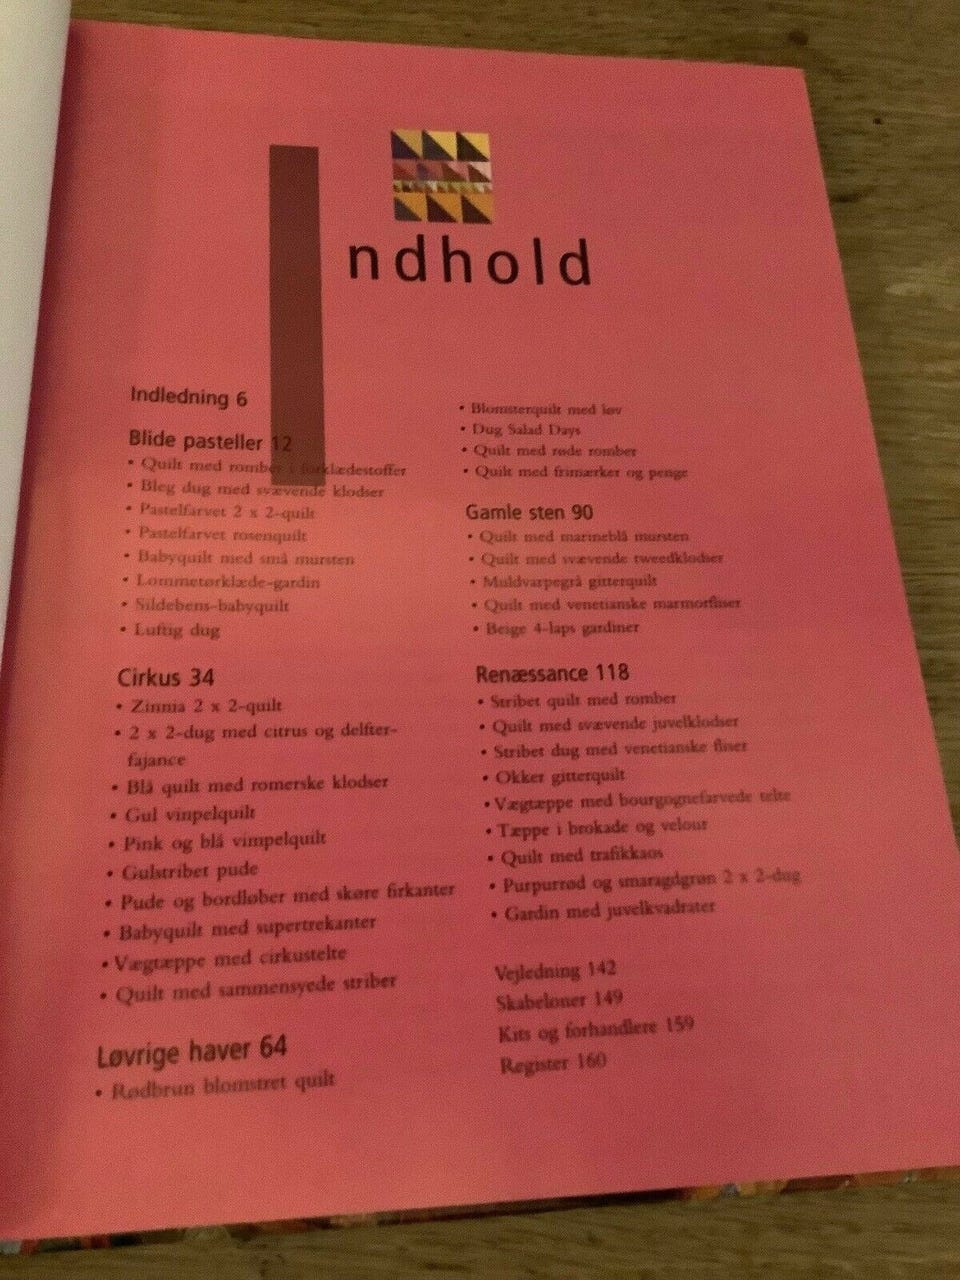 Indhold
Indledning 6
Blide pasteller 12
• Quilt med romber i forklædestoffer
• Bleg dug med svævende klodser
• Pastelfarvet 2 x 2-quilt
• Pastelfarvet rosenquilt
• Babyquilt med små mursten
• Lommetørklæde-gardin
• Sildebens-babyquilt
• Luftig dug
Cirkus 34
• Zinnia 2 x 2-quilt
• 2 x 2-dug med citrus og delfter-
fajance
• Blå quilt med romerske klodser
• Gul vinpelquilt
• Pink og blå vimpelquilt
• Gulstribet pude
• Pude og bordløber med skøre firkanter
• Babyquilt med supertrekanter
• Vægtæppe med cirkustelte
• Quilt med sammensyede striber
Løvrige haver 64
• Rødbrun blomstret quilt
• Blomsterquilt med løv
• Dug Salad Days
• Quilt med røde romber
• Quilt med frimærker og penge
Gamle sten 90
• Quilt med marineblå mursten
• Quilt med svævende tweedklodser
• Muldvarpegrå gitterquilt
• Quilt med venetianske marmorfliser
• Beige 4-laps gardiner
Renæssance 118
• Stribet quilt med romber
• Quilt med svævende juvelklodser
• Stribet dug med venetianske fliser
• Okker gitterquilt
• Vægtæppe med bourgognefarvede telte
• Tæppe i brokade og velour
• Quilt med trafikkaos
• Purpurrød og smaragdgrøn 2 x 2-dug
• Gardin med juvelkvadrater
Vejledning 142
Skabeloner 149
Kits og forhandlere 159
Register 160